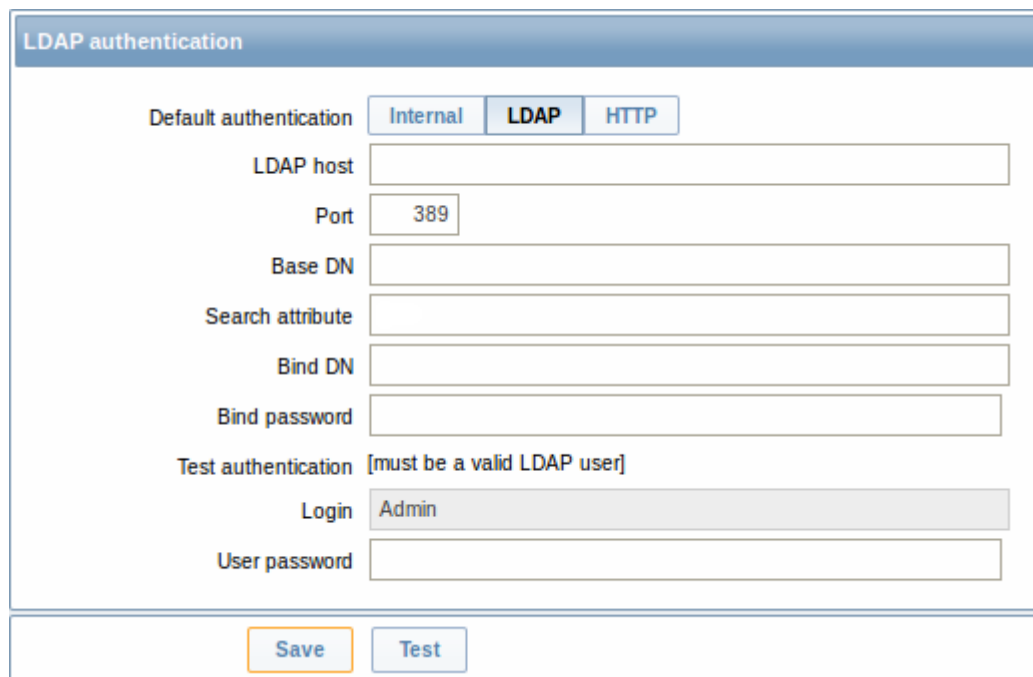 LDAP authentication
Default authentication Internal LDAP HTTP
LDAP host
Port 389
Base DN
Search attribute
Bind DN
Bind password
Test authentication [must be a valid LDAP user]
Login Admin
User password
Save Test